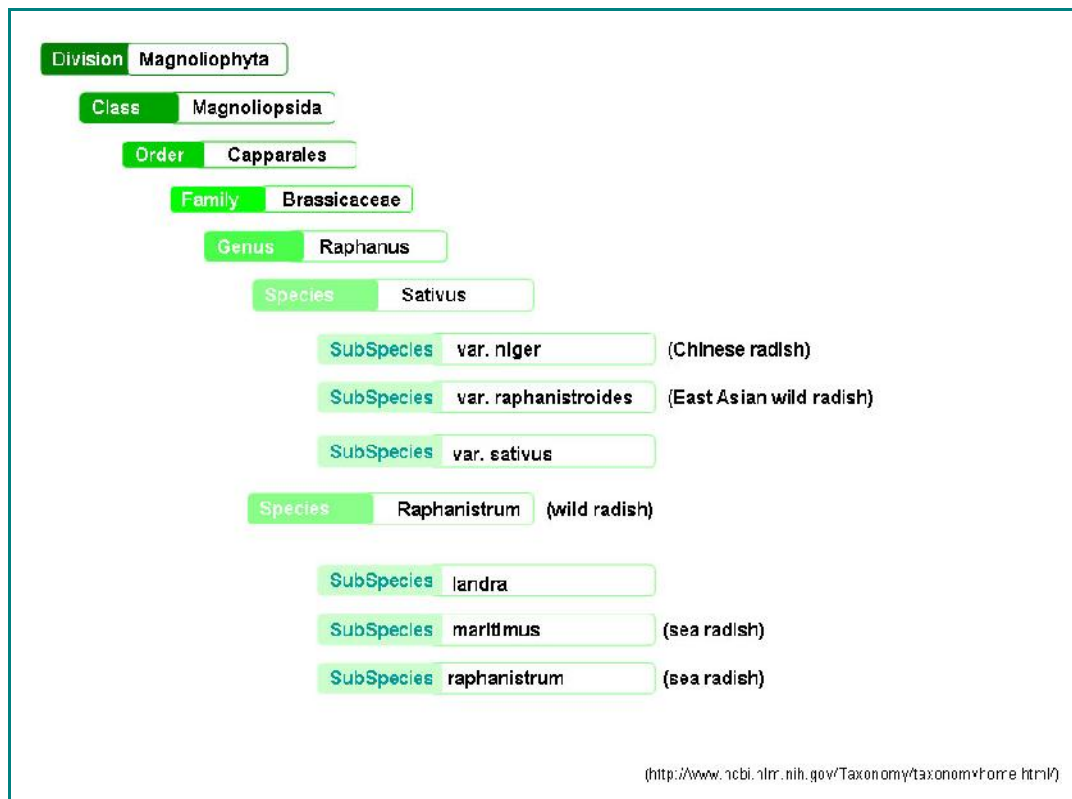 Division Magnoliophyta
Class Magnoliopsida
Order Capparales
Family Brassicaceae
Genus Raphanus
Species Sativus
SubSpecies var. niger (Chinese radish)
SubSpecies var. raphanistroides (East Asian wild radish)
SubSpecies var. sativus
Species Raphanistrum (wild radish)
SubSpecies landra
SubSpecies maritimus (sea radish)
SubSpecies raphanistrum (sea radish)
(http://www.ncbi.nlm.nih.gov/Taxonomy/taxonomyhome.html/)